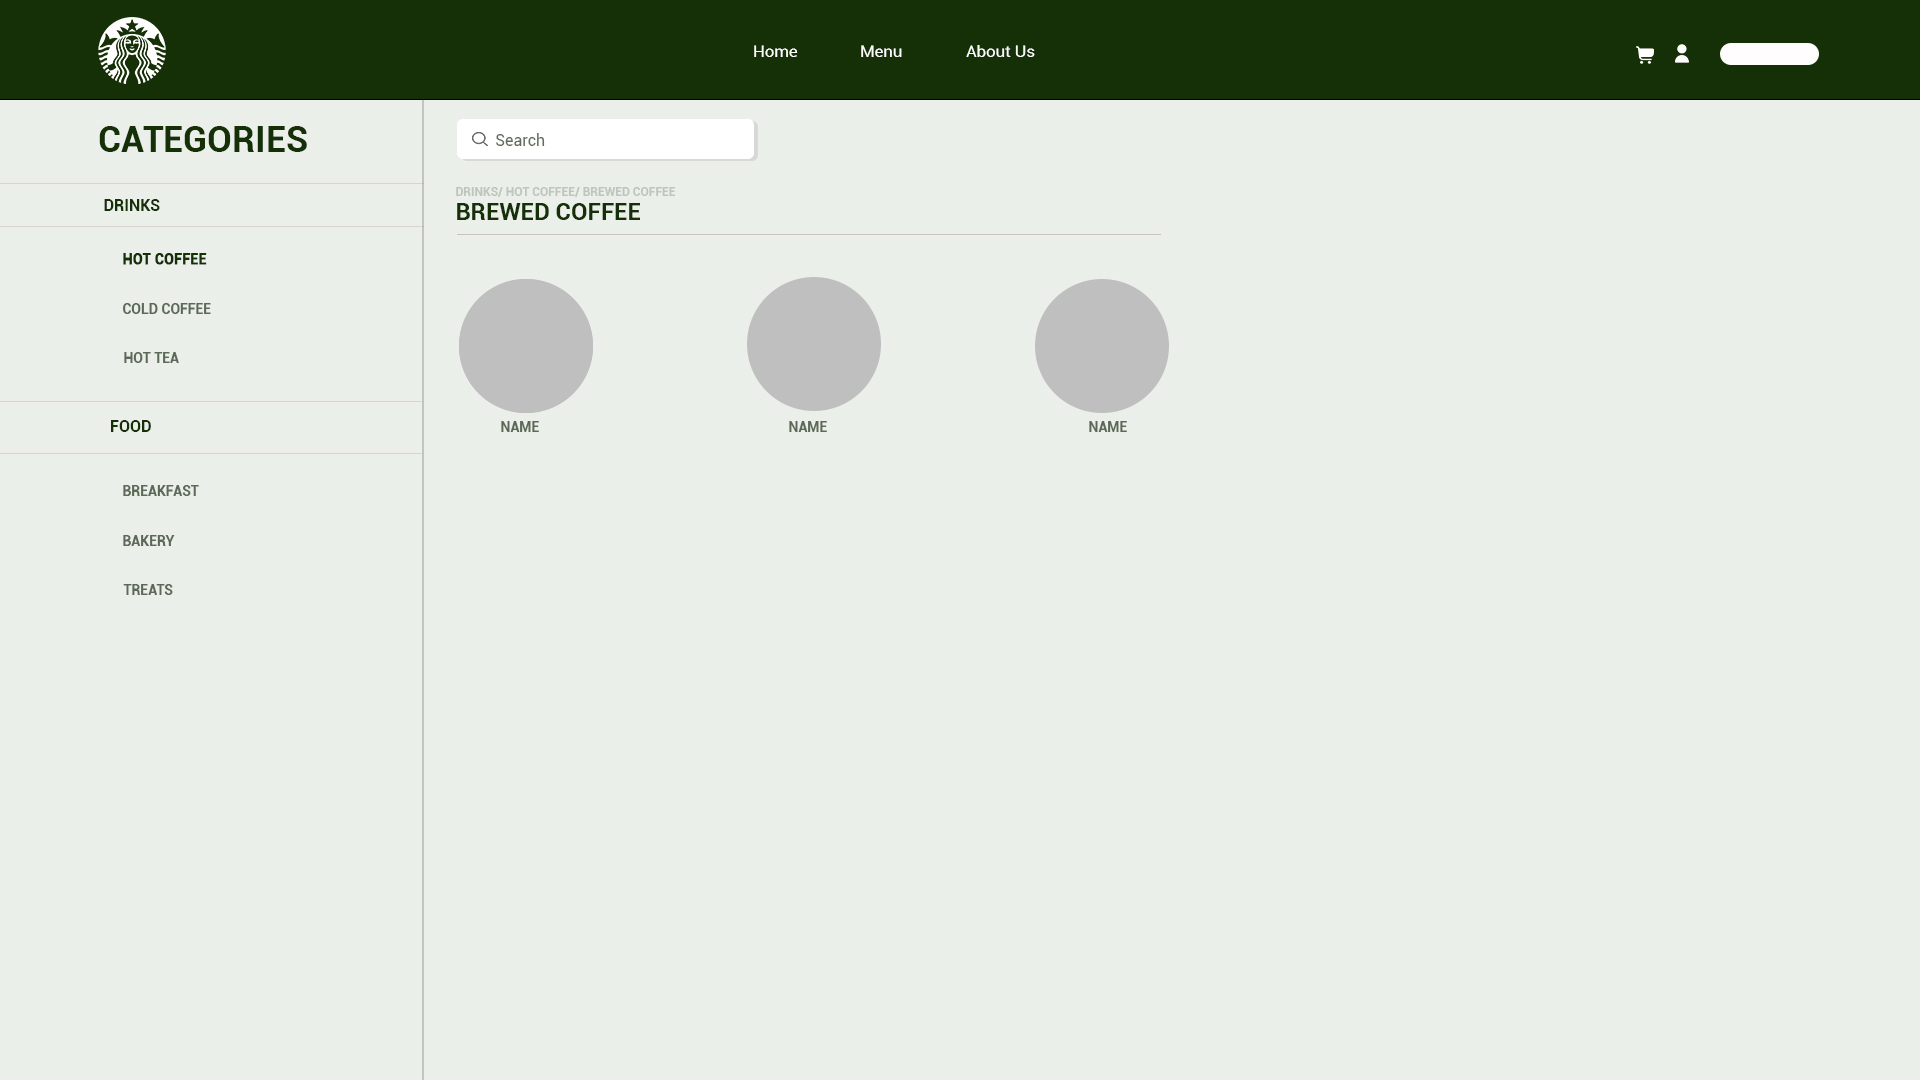 Home
Menu
About Us
CATEGORIES
DRINKS
HOT COFFEE
COLD COFFEE
HOT TEA
FOOD
BREAKFAST
BAKERY
TREATS
Search
DRINKS/ HOT COFFEE/ BREWED COFFEE
BREWED COFFEE
NAME
NAME
NAME